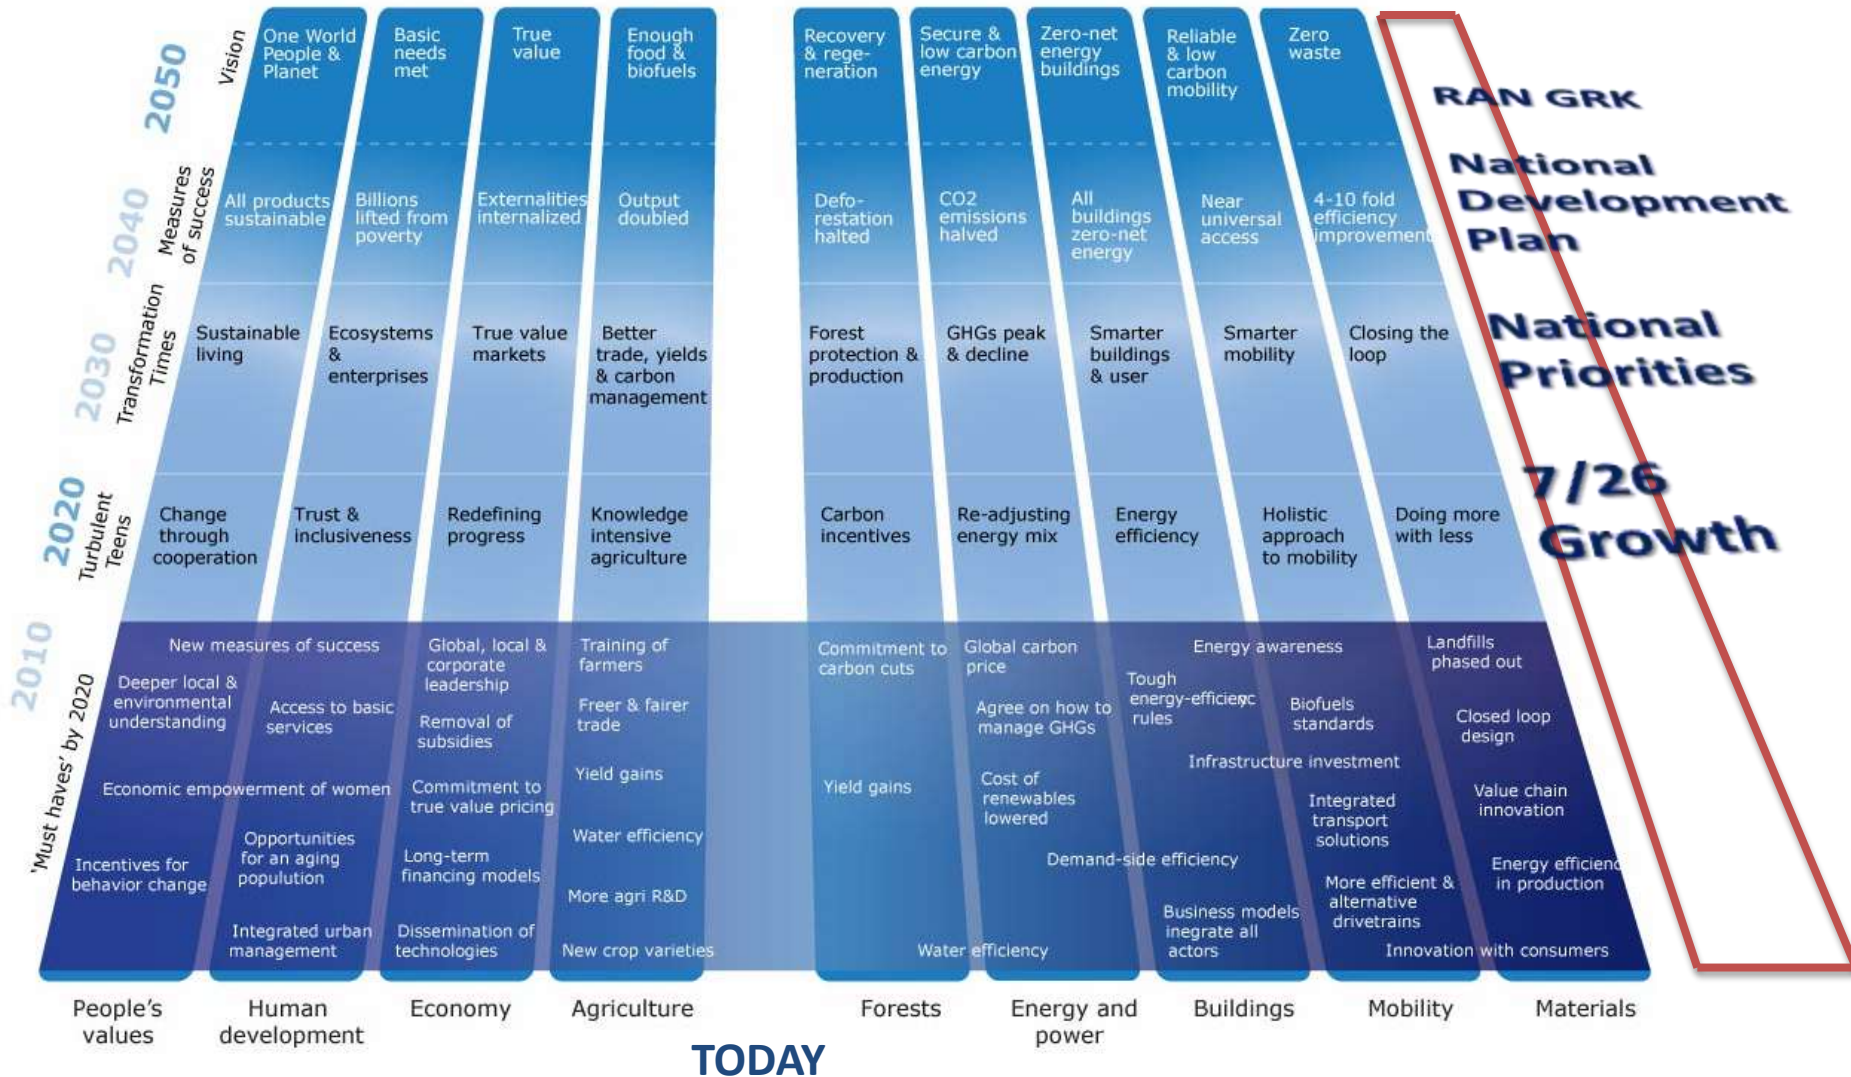 2050
Vision
One World
People &
Planet
Basic
needs
met
True
value
Enough
food &
biofuels
Recovery
& rege-
neration
Secure &
low carbon
energy
Zero-net
energy
buildings
Reliable
& low
carbon
mobility
Zero
waste
RAN GRK
2040
Measures
of success
All products
sustainable
Billions
lifted from
poverty
Externalities
internalized
Output
doubled
Defo-
restation
halted
CO2
emissions
halved
All
buildings
zero-net
energy
Near
universal
access
4-10 fold
efficiency
improvement
National
Development
Plan
2030
Transformation
Times
Sustainable
living
Ecosystems
&
enterprises
True value
markets
Better
trade, yields
& carbon
management
Forest
protection &
production
GHGs peak
& decline
Smarter
buildings
& user
Smarter
mobility
Closing the
loop
National
Priorities
2020
Turbulent
Teens
Change
through
cooperation
Trust &
inclusiveness
Redefining
progress
Knowledge
intensive
agriculture
Carbon
incentives
Re-adjusting
energy mix
Energy
efficiency
Holistic
approach
to mobility
Doing more
with less
7/26
Growth
2010
'Must haves' by 2020
New measures of success
Deeper local &
environmental
understanding
Access to basic
services
Economic empowerment of women
Opportunities
for an aging
populution
Incentives for
behavior change
Integrated urban
management
Global, local &
corporate
leadership
Removal of
subsidies
Commitment to
true value pricing
Long-term
financing models
Dissemination of
technologies
Training of
farmers
Freer & fairer
trade
Yield gains
Water efficiency
More agri R&D
New crop varieties
Commitment to
carbon cuts
Yield gains
Water efficiency
Global carbon
price
Agree on how to
manage GHGs
Cost of
renewables
lowered
Demand-side efficiency
Energy awareness
Tough
energy-efficienyc
rules
Biofuels
standards
Infrastructure investment
Integrated
transport
solutions
More efficient &
alternative
drivetrains
Business models
inegrate all
actors
Landfills
phased out
Closed loop
design
Value chain
innovation
Energy efficienc
in production
Innovation with consumers
People's
values
Human
development
Economy
Agriculture
Forests
Energy and
power
Buildings
Mobility
Materials
TODAY